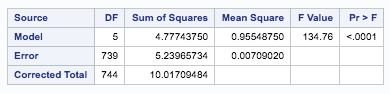 Source DF Sum of Squares Mean Square F Value Pr > F
Model 5 4.77743750 0.95548750 134.76 <.0001
Error 739 5.23965734 0.00709020
Corrected Total 744 10.01709484